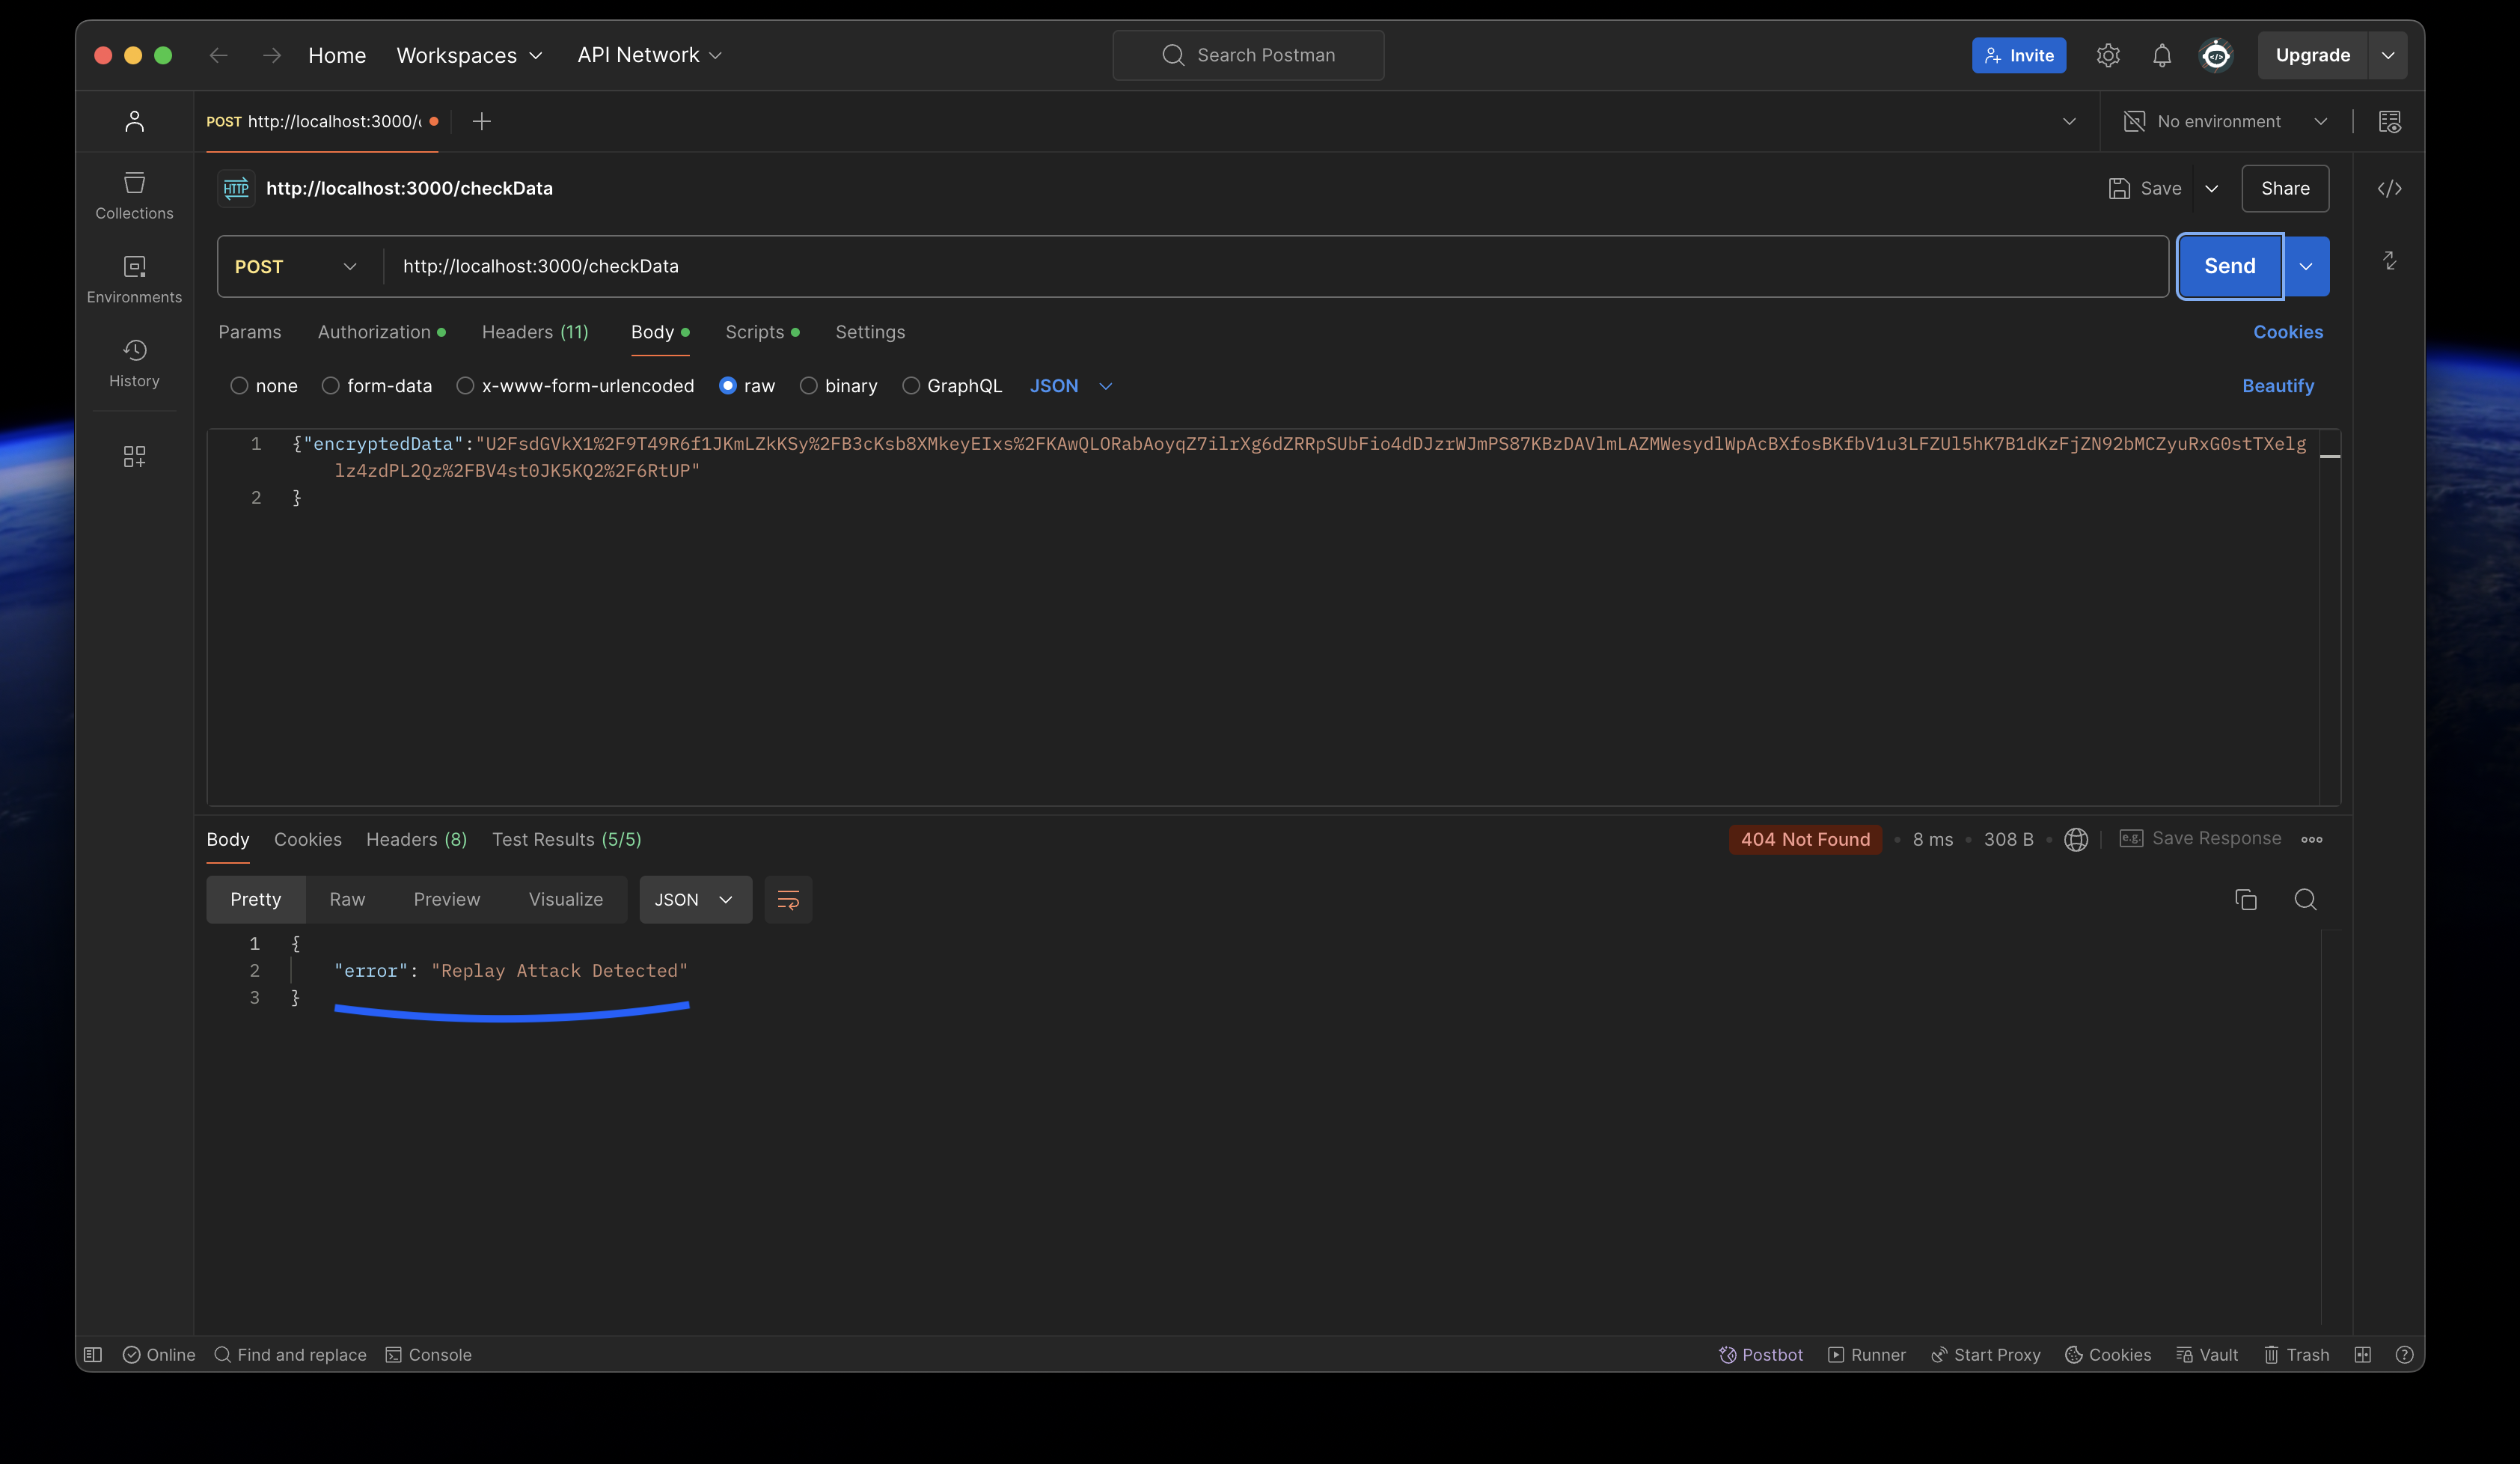 Home Workspaces API Network Search Postman Invite Upgrade
POST http://localhost:3000/ No environment
Collections
Environments
History
HTTP http://localhost:3000/checkData Save Share
POST http://localhost:3000/checkData Send
Params Authorization Headers (11) Body Scripts Settings Cookies
none form-data x-www-form-urlencoded raw binary GraphQL JSON Beautify
1 {"encryptedData":"U2FsdGVkX1%2F9T49R6f1JKmLZkKSy%2FB3cKsb8XMkeyEIxs%2FKAwQLORabAoyqZ7ilrXg6dZRRpSUbFio4dDJzrWJmPS87KBzDAVlmLAZMWesydlWpAcBXfosBKfbV1u3LFZUl5hK7B1dKzFjZN92bMCZyuRxG0stTXelg
lz4zdPL2Qz%2FBV4st0JK5KQ2%2F6RtUP"
2 }
Body Cookies Headers (8) Test Results (5/5) 404 Not Found 8 ms 308 B e.g. Save Response
Pretty Raw Preview Visualize JSON
1 {
2 "error": "Replay Attack Detected"
3 }
Online Find and replace Console Postbot Runner Start Proxy Cookies Vault Trash